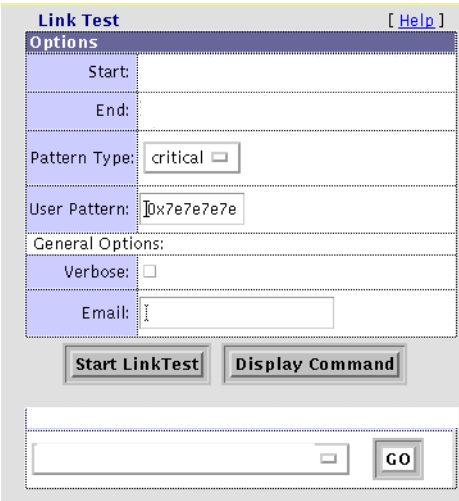 Link Test [ Help ]
Options
Start:
End:
Pattern Type: critical
User Pattern: 0x7e7e7e7e
General Options:
Verbose:
Email:
Start LinkTest Display Command
GO